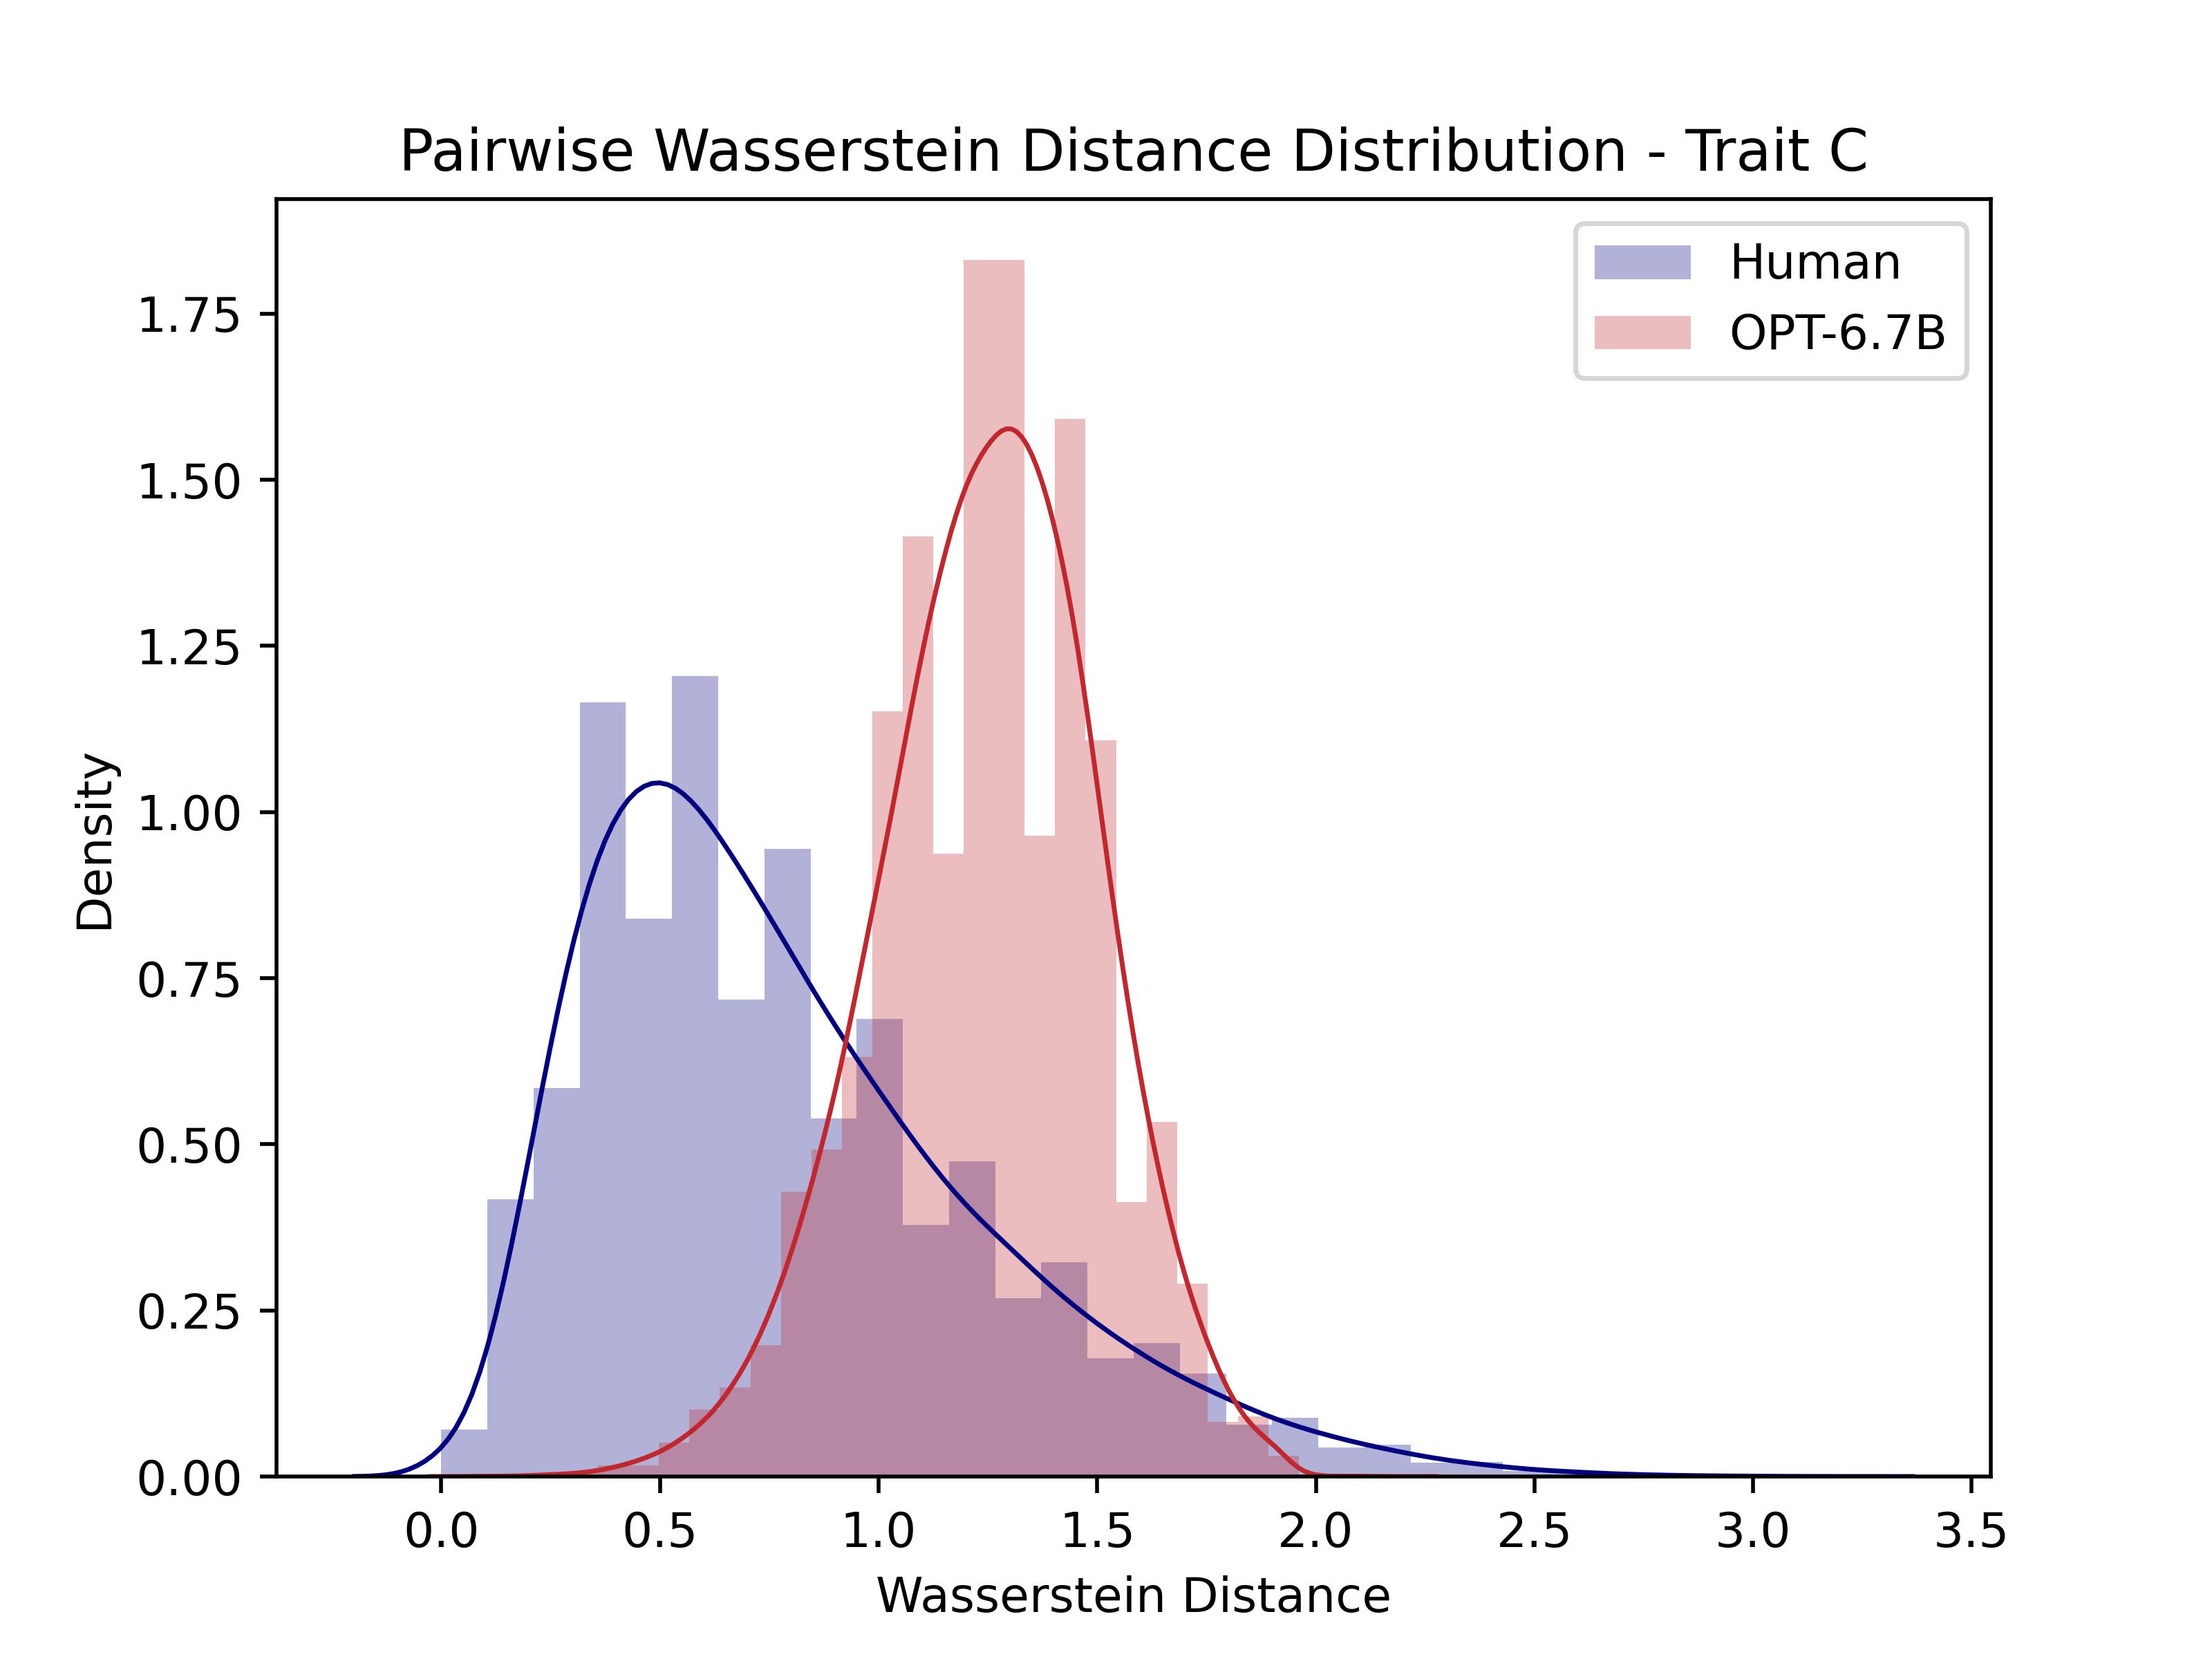 Pairwise Wasserstein Distance Distribution - Trait C
Human
OPT-6.7B
1.75
1.50
1.25
1.00
0.75
0.50
0.25
0.00
Density
0.0 0.5 1.0 1.5 2.0 2.5 3.0 3.5
Wasserstein Distance